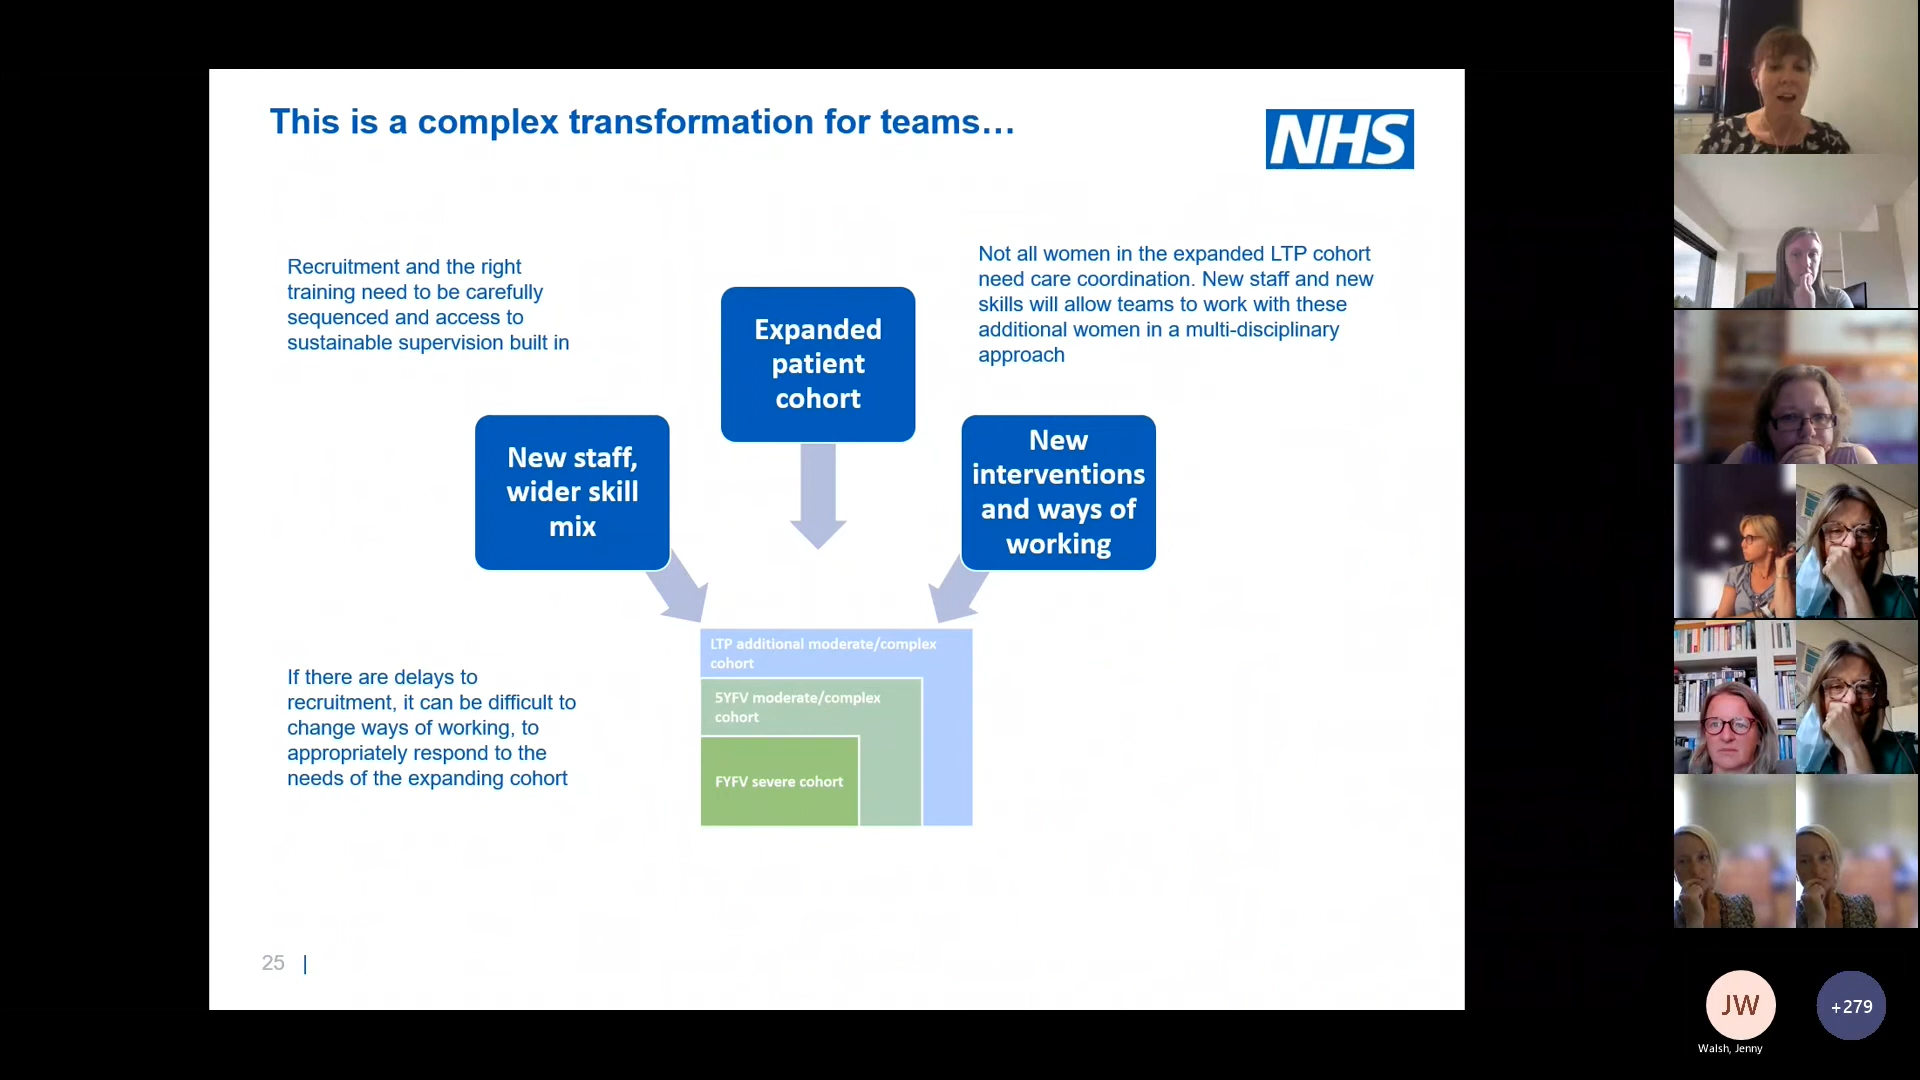 This is a complex transformation for teams…
NHS
Recruitment and the right
training need to be carefully
sequenced and access to
sustainable supervision built in
Not all women in the expanded LTP cohort
need care coordination. New staff and new
skills will allow teams to work with these
additional women in a multi-disciplinary
approach
Expanded
patient
cohort
New staff,
wider skill
mix
New
interventions
and ways of
working
If there are delays to
recruitment, it can be difficult to
change ways of working, to
appropriately respond to the
needs of the expanding cohort
LTP additional moderate/complex
cohort
5YFV moderate/complex
cohort
FYFV severe cohort
25 |
JW
Walsh, Jenny
+279